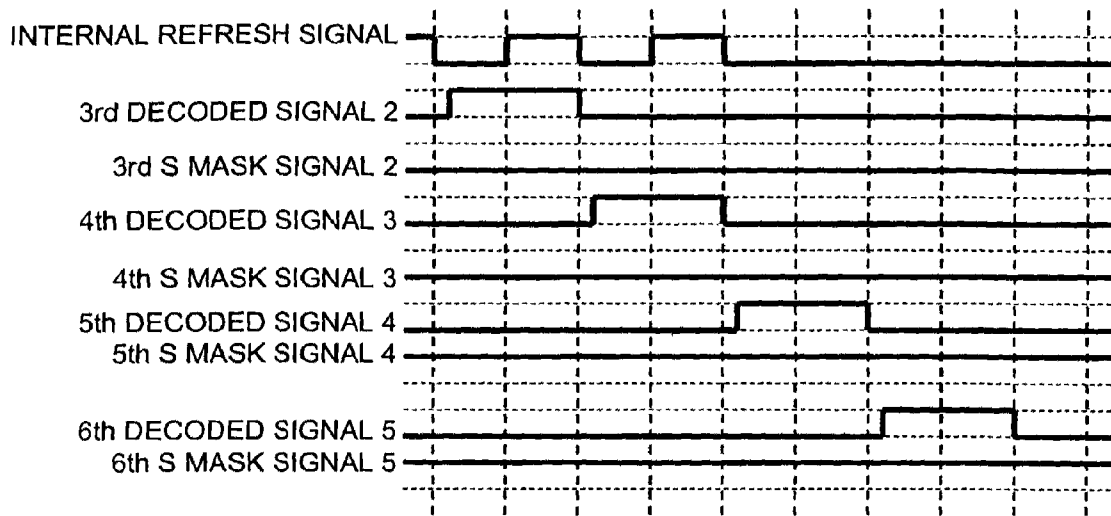 INTERNAL REFRESH SIGNAL
3rd DECODED SIGNAL 2
3rd S MASK SIGNAL 2
4th DECODED SIGNAL 3
4th S MASK SIGNAL 3
5th DECODED SIGNAL 4
5th S MASK SIGNAL 4
6th DECODED SIGNAL 5
6th S MASK SIGNAL 5